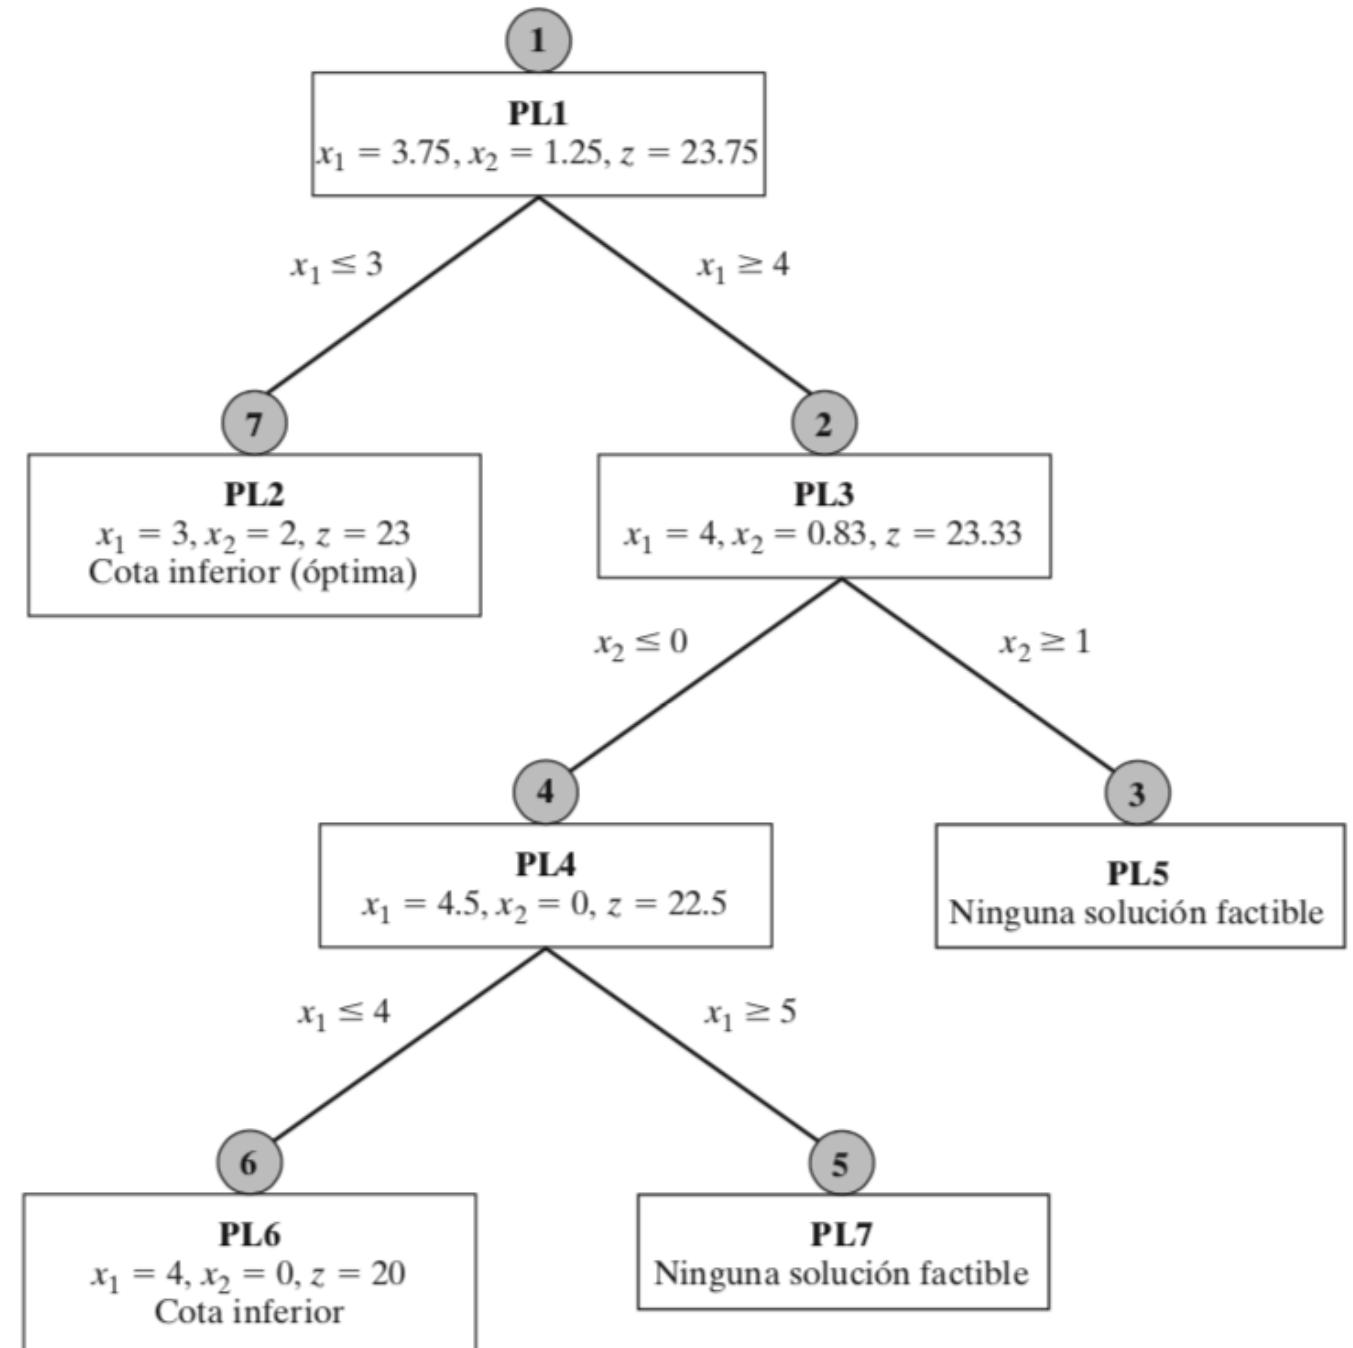 1
PL1
x₁ = 3.75, x₂ = 1.25, z = 23.75
x₁ ≤ 3
x₁ ≥ 4
7
PL2
x₁ = 3, x₂ = 2, z = 23
Cota inferior (óptima)
2
PL3
x₁ = 4, x₂ = 0.83, z = 23.33
x₂ ≤ 0
x₂ ≥ 1
4
PL4
x₁ = 4.5, x₂ = 0, z = 22.5
3
PL5
Ninguna solución factible
x₁ ≤ 4
x₁ ≥ 5
6
PL6
x₁ = 4, x₂ = 0, z = 20
Cota inferior
5
PL7
Ninguna solución factible